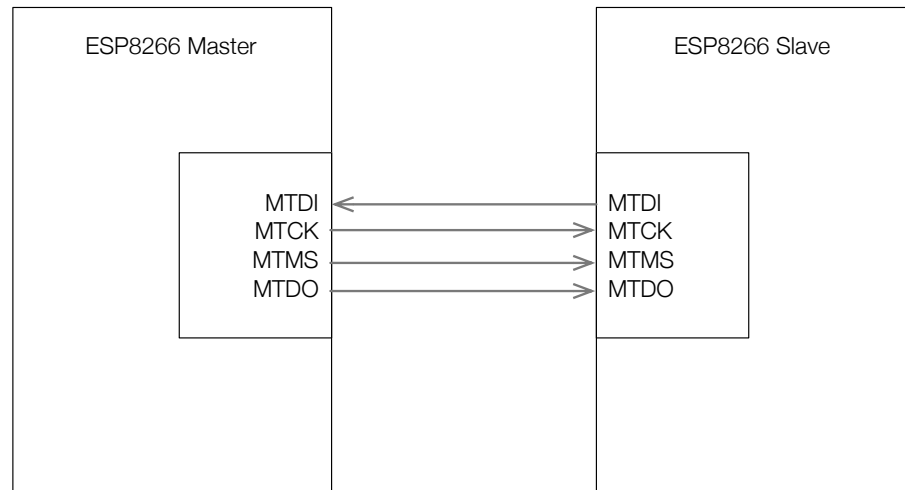 ESP8266 Master
ESP8266 Slave
MTDI
MTCK
MTMS
MTDO
MTDI
MTCK
MTMS
MTDO